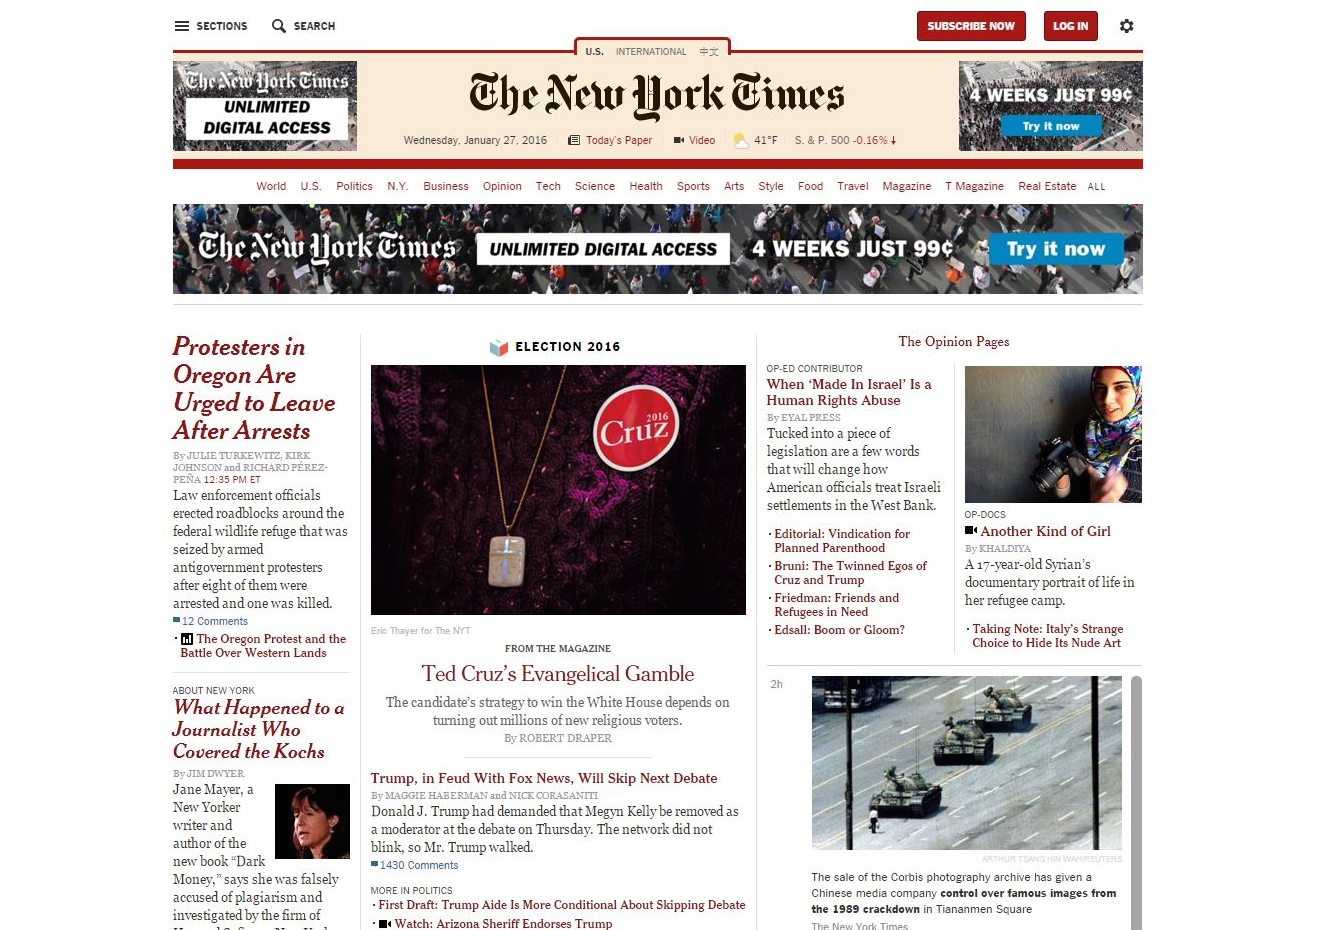 SECTIONS
SEARCH
SUBSCRIBE NOW
LOG IN
U.S.
INTERNATIONAL
中文
The New York Times
UNLIMITED
DIGITAL ACCESS
The New York Times
4 WEEKS JUST 99¢
Try it now
Wednesday, January 27, 2016
Today's Paper
Video
41°F
S. & P. 500 -0.16%↓
World U.S. Politics N.Y. Business Opinion Tech Science Health Sports Arts Style Food Travel Magazine T Magazine Real Estate ALL
The New York Times UNLIMITED DIGITAL ACCESS 4 WEEKS JUST 99¢ Try it now
Protesters in
Oregon Are
Urged to Leave
After Arrests
By JULIE TURKEWITZ, KIRK
JOHNSON and RICHARD PÉREZ-
PEÑA 12:35 PM ET
Law enforcement officials
erected roadblocks around the
federal wildlife refuge that was
seized by armed
antigovernment protesters
after eight of them were
arrested and one was killed.
12 Comments
· The Oregon Protest and the
Battle Over Western Lands
ABOUT NEW YORK
What Happened to a
Journalist Who
Covered the Kochs
By JIM DWYER
Jane Mayer, a
New Yorker
writer and
author of the
new book “Dark
Money,” says she was falsely
accused of plagiarism and
investigated by the firm of
ELECTION 2016
2016
Cruz
Eric Thayer for The NYT
FROM THE MAGAZINE
Ted Cruz’s Evangelical Gamble
The candidate’s strategy to win the White House depends on
turning out millions of new religious voters.
By ROBERT DRAPER
Trump, in Feud With Fox News, Will Skip Next Debate
By MAGGIE HABERMAN and NICK CORASANITI
Donald J. Trump had demanded that Megyn Kelly be removed as
a moderator at the debate on Thursday. The network did not
blink, so Mr. Trump walked.
1430 Comments
MORE IN POLITICS
· First Draft: Trump Aide Is More Conditional About Skipping Debate
· Watch: Arizona Sheriff Endorses Trump
The Opinion Pages
OP-ED CONTRIBUTOR
When ‘Made In Israel’ Is a
Human Rights Abuse
By EYAL PRESS
Tucked into a piece of
legislation are a few words
that will change how
American officials treat Israeli
settlements in the West Bank.
· Editorial: Vindication for
Planned Parenthood
· Bruni: The Twinned Egos of
Cruz and Trump
· Friedman: Friends and
Refugees in Need
· Edsall: Boom or Gloom?
OP-DOCS
Another Kind of Girl
By KHALDIYA
A 17-year-old Syrian’s
documentary portrait of life in
her refugee camp.
· Taking Note: Italy’s Strange
Choice to Hide Its Nude Art
2h
ARTHUR TSANG HIN WAH/REUTERS
The sale of the Corbis photography archive has given a
Chinese media company control over famous images from
the 1989 crackdown in Tiananmen Square
The New York Times